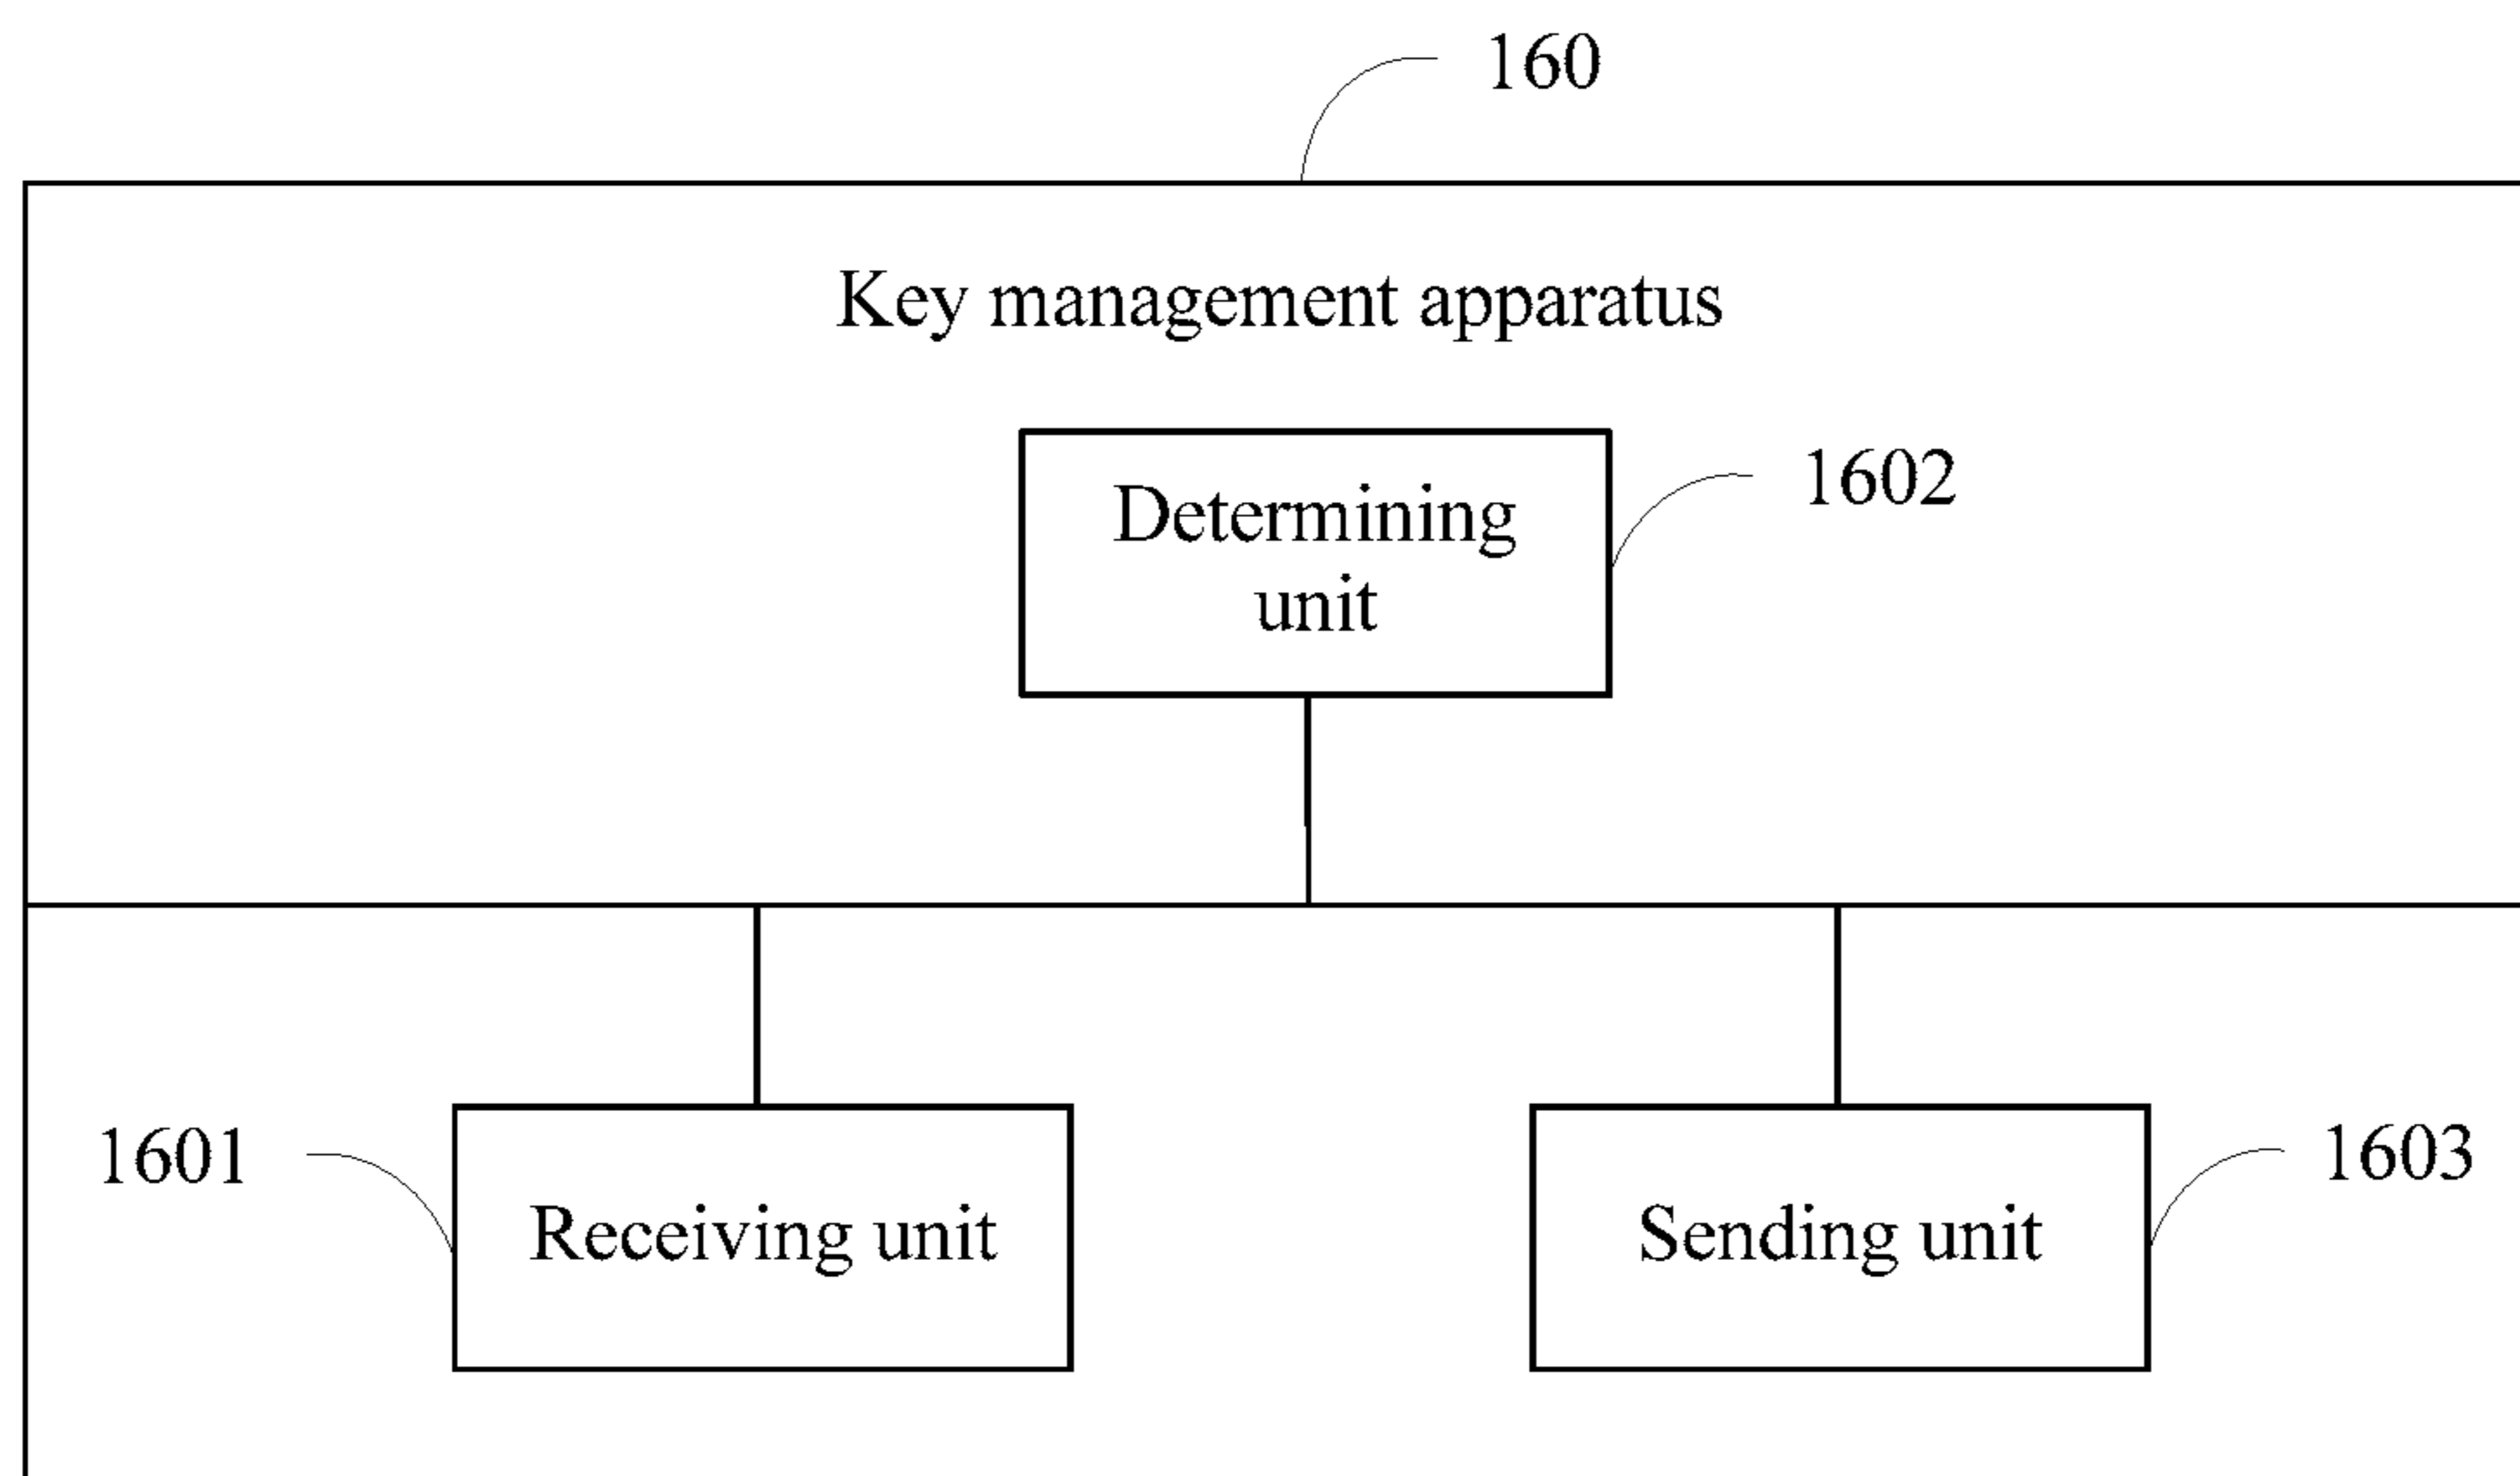 160
Key management apparatus
Determining
unit
1602
1601
Receiving unit
Sending unit
1603